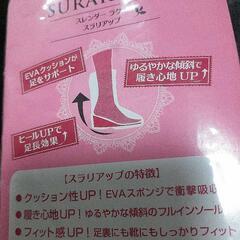 スレンダー ラク
スラリアップ
EVAクッションが
足をサポート
ゆるやかな傾斜で
履き心地UP!
ヒールUPで
足長効果!
【スラリアップの特徴】
●クッション性UP!EVAスポンジで衝撃吸収
●履き心地UP!ゆるやかな傾斜のフルインソール
●フィット感UP!足裏にも靴にもしっかりフィット